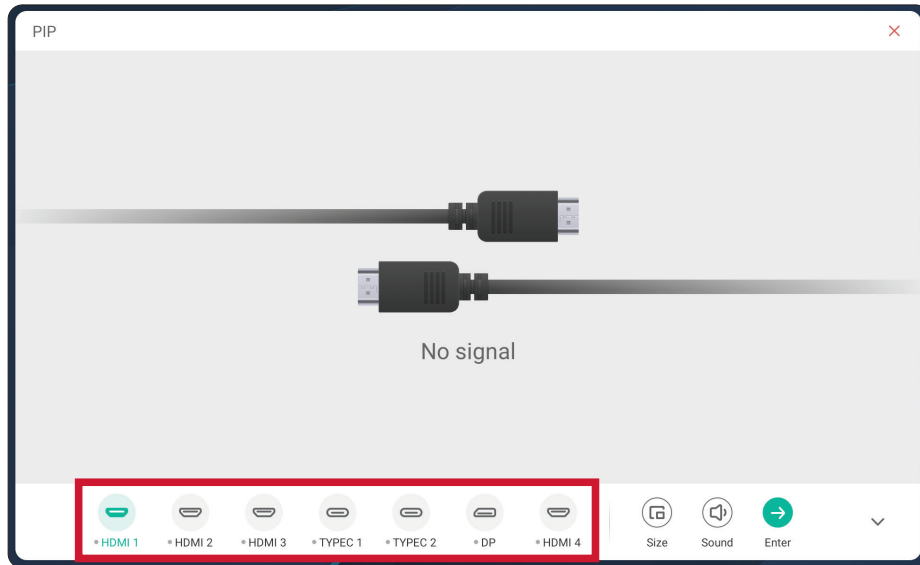 PIP
No signal
HDMI 1 HDMI 2 HDMI 3 TYPEC 1 TYPEC 2 DP HDMI 4 Size Sound Enter